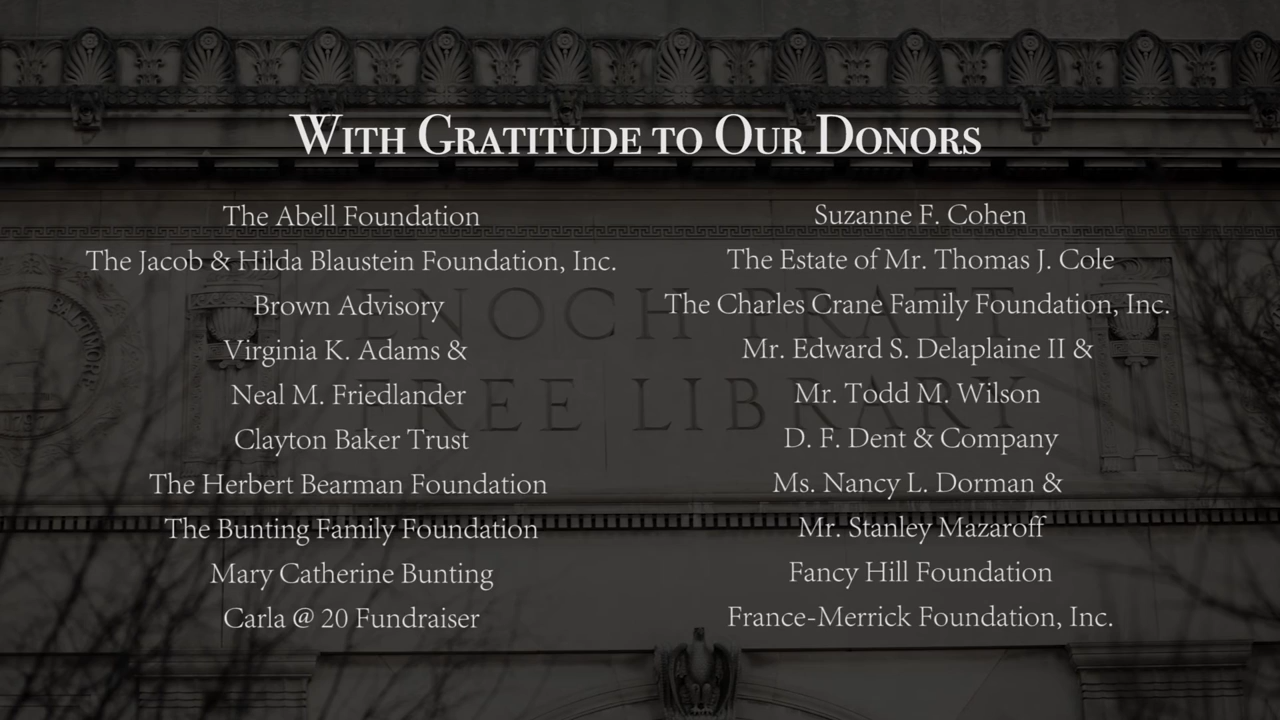 With Gratitude to Our Donors
The Abell Foundation
The Jacob & Hilda Blaustein Foundation, Inc.
Brown Advisory
Virginia K. Adams &
Neal M. Friedlander
Clayton Baker Trust
The Herbert Bearman Foundation
The Bunting Family Foundation
Mary Catherine Bunting
Carla @ 20 Fundraiser
Suzanne F. Cohen
The Estate of Mr. Thomas J. Cole
The Charles Crane Family Foundation, Inc.
Mr. Edward S. Delaplaine II &
Mr. Todd M. Wilson
D. F. Dent & Company
Ms. Nancy L. Dorman &
Mr. Stanley Mazaroff
Fancy Hill Foundation
France-Merrick Foundation, Inc.
ENOCH PRATT
FREE LIBRARY
BALTIMORE